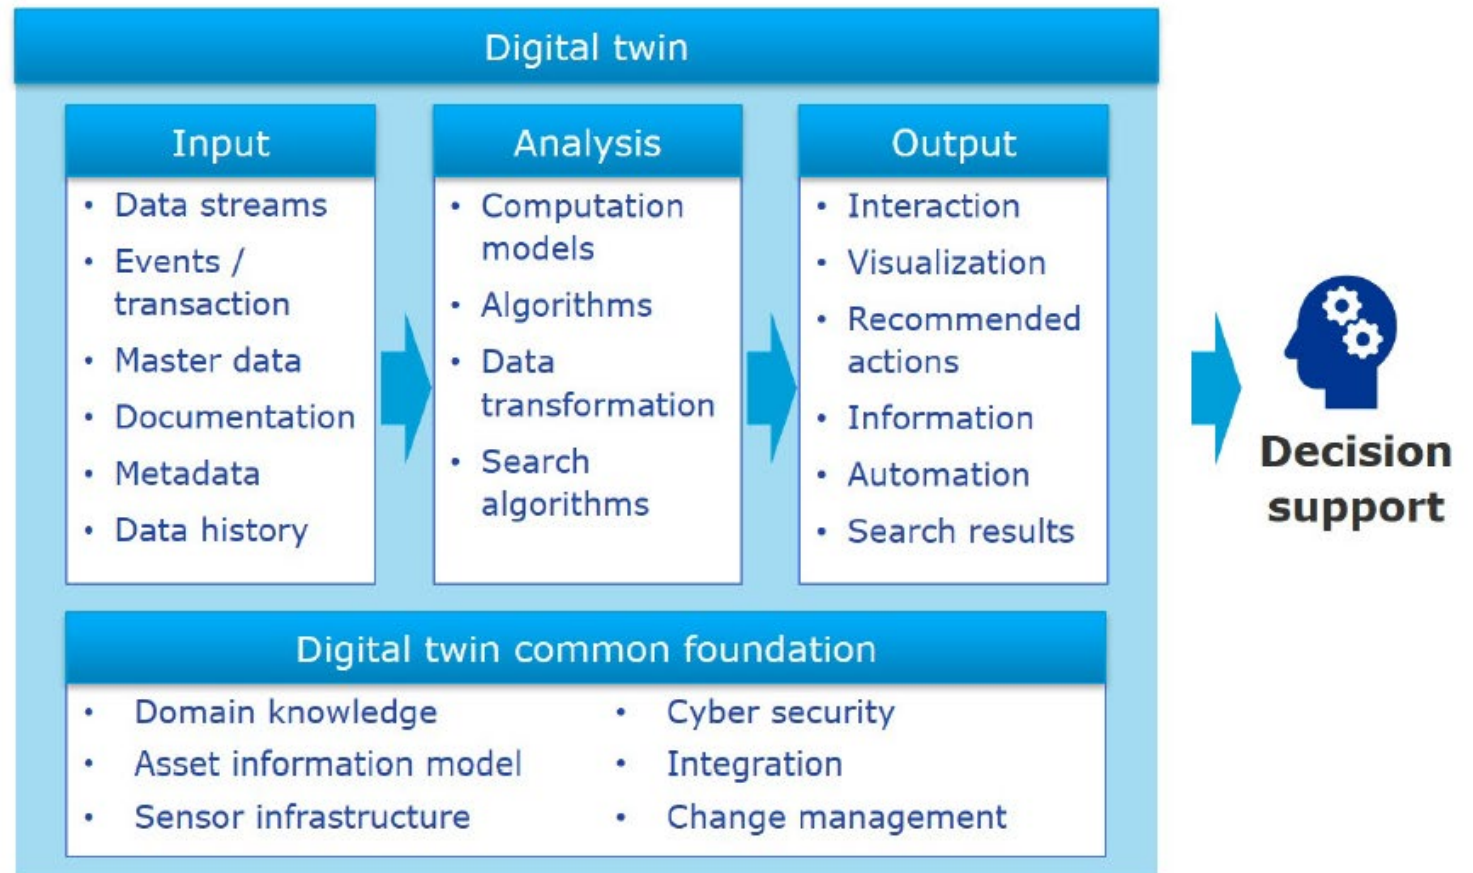 Digital twin
Input
• Data streams
• Events /
transaction
• Master data
• Documentation
• Metadata
• Data history
Analysis
• Computation
models
• Algorithms
• Data
transformation
• Search
algorithms
Output
• Interaction
• Visualization
• Recommended
actions
• Information
• Automation
• Search results
Decision
support
Digital twin common foundation
• Domain knowledge
• Asset information model
• Sensor infrastructure
• Cyber security
• Integration
• Change management